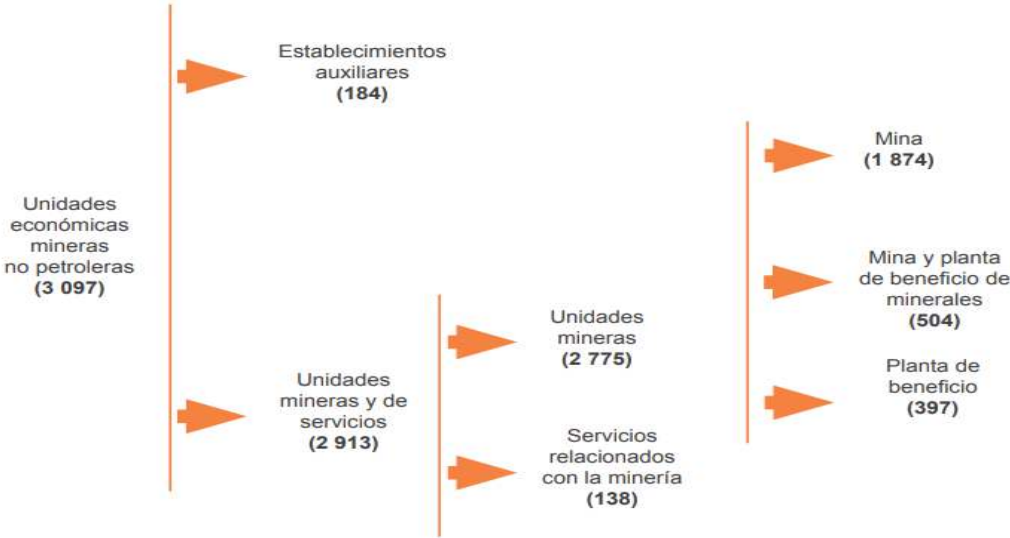 Unidades
económicas
mineras
no petroleras
(3 097)
Establecimientos
auxiliares
(184)
Unidades
mineras y de
servicios
(2 913)
Unidades
mineras
(2 775)
Servicios
relacionados
con la minería
(138)
Mina
(1 874)
Mina y planta
de beneficio de
minerales
(504)
Planta de
beneficio
(397)